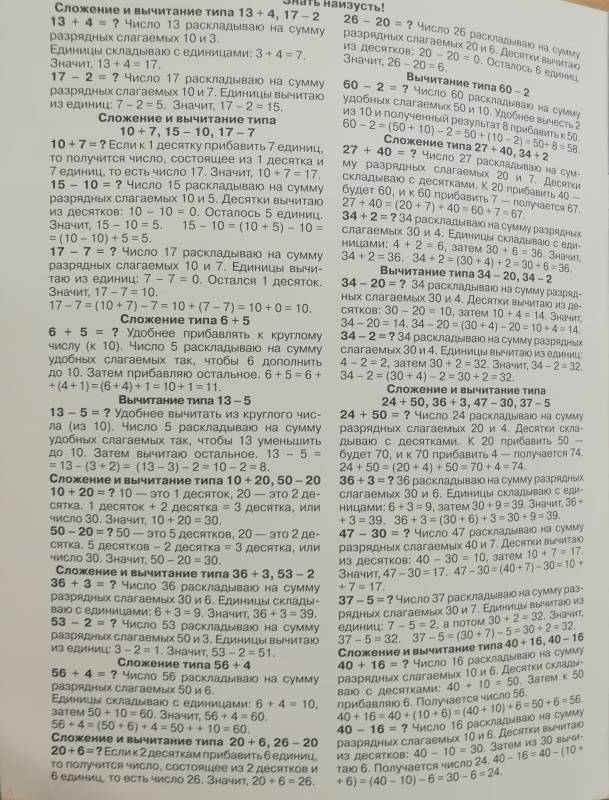 Знать наизусть!
Сложение и вычитание типа 13 + 4, 17 – 2
13 + 4 = ? Число 13 раскладываю на сумму
разрядных слагаемых 10 и 3.
Единицы складываю с единицами: 3 + 4 = 7.
Значит, 13 + 4 = 17.
17 – 2 = ? Число 17 раскладываю на сумму
разрядных слагаемых 10 и 7. Единицы вычитаю
из единиц: 7 – 2 = 5. Значит, 17 – 2 = 15.
Сложение и вычитание типа
10 + 7, 15 – 10, 17 – 7
10 + 7 = ? Если к 1 десятку прибавить 7 единиц,
то получится число, состоящее из 1 десятка и
7 единиц, то есть число 17. Значит, 10 + 7 = 17.
15 – 10 = ? Число 15 раскладываю на сумму
разрядных слагаемых 10 и 5. Десятки вычитаю
из десятков: 10 – 10 = 0. Осталось 5 единиц.
Значит, 15 – 10 = 5. 15 – 10 = (10 + 5) – 10 =
= (10 – 10) + 5 = 5.
17 – 7 = ? Число 17 раскладываю на сумму
разрядных слагаемых 10 и 7. Единицы вычи-
таю из единиц: 7 – 7 = 0. Остался 1 десяток.
Значит, 17 – 7 = 10.
17 – 7 = (10 + 7) – 7 = 10 + (7 – 7) = 10 + 0 = 10.
Сложение типа 6 + 5
6 + 5 = ? Удобнее прибавлять к круглому
числу (к 10). Число 5 раскладываю на сумму
удобных слагаемых так, чтобы 6 дополнить
до 10. Затем прибавляю остальное. 6 + 5 = 6 +
+ (4 + 1) = (6 + 4) + 1 = 10 + 1 = 11.
Вычитание типа 13 – 5
13 – 5 = ? Удобнее вычитать из круглого чис-
ла (из 10). Число 5 раскладываю на сумму
удобных слагаемых так, чтобы 13 уменьшить
до 10. Затем вычитаю остальное. 13 – 5 =
= 13 – (3 + 2) = (13 – 3) – 2 = 10 – 2 = 8.
Сложение и вычитание типа 10 + 20, 50 – 20
10 + 20 = ? 10 — это 1 десяток, 20 — это 2 де-
сятка. 1 десяток + 2 десятка = 3 десятка, или
число 30. Значит, 10 + 20 = 30.
50 – 20 = ? 50 — это 5 десятков, 20 — это 2 де-
сятка. 5 десятков – 2 десятка = 3 десятка, или
число 30. Значит, 50 – 20 = 30.
Сложение и вычитание типа 36 + 3, 53 – 2
36 + 3 = ? Число 36 раскладываю на сумму
разрядных слагаемых 30 и 6. Единицы склады-
ваю с единицами: 6 + 3 = 9. Значит, 36 + 3 = 39.
53 – 2 = ? Число 53 раскладываю на сумму
разрядных слагаемых 50 и 3. Единицы вычитаю
из единиц: 3 – 2 = 1. Значит, 53 – 2 = 51.
Сложение типа 56 + 4
56 + 4 = ? Число 56 раскладываю на сумму
разрядных слагаемых 50 и 6.
Единицы складываю с единицами: 6 + 4 = 10,
затем 50 + 10 = 60. Значит, 56 + 4 = 60.
56 + 4 = (50 + 6) + 4 = 50 + + 10 = 60.
Сложение и вычитание типа 20 + 6, 26 – 20
20 + 6 = ? Если к 2 десяткам прибавить 6 единиц,
то получится число, состоящее из 2 десятков и
6 единиц, то есть число 26. Значит, 20 + 6 = 26.
26 – 20 = ? Число 26 раскладываю на сумму
разрядных слагаемых 20 и 6. Десятки вычитаю
из десятков: 20 – 20 = 0. Осталось 6 единиц.
Значит, 26 – 20 = 6.
Вычитание типа 60 – 2
60 – 2 = ? Число 60 раскладываю на сумму
удобных слагаемых 50 и 10. Удобнее вычесть 2
из 10 и полученный результат 8 прибавить к 50.
60 – 2 = (50 + 10) – 2 = 50 + (10 – 2) = 50 + 8 = 58.
Сложение типа 27 + 40, 34 + 2
27 + 40 = ? Число 27 раскладываю на сум-
му разрядных слагаемых 20 и 7. Десятки
складываю с десятками. К 20 прибавить 40 —
будет 60, и к 60 прибавить 7 — получается 67.
27 + 40 = (20 + 7) + 40 = 60 + 7 = 67.
34 + 2 = ? 34 раскладываю на сумму разрядных
слагаемых 30 и 4. Единицы складываю с еди-
ницами: 4 + 2 = 6, затем 30 + 6 = 36. Значит,
34 + 2 = 36. 34 + 2 = (30 + 4) + 2 = 30 + 6 = 36.
Вычитание типа 34 – 20, 34 – 2
34 – 20 = ? 34 раскладываю на сумму разряд-
ных слагаемых 30 и 4. Десятки вычитаю из де-
сятков: 30 – 20 = 10, затем 10 + 4 = 14. Значит,
34 – 20 = 14. 34 – 20 = (30 + 4) – 20 = 10 + 4 = 14.
34 – 2 = ? 34 раскладываю на сумму разрядных
слагаемых 30 и 4. Единицы вычитаю из единиц:
4 – 2 = 2, затем 30 + 2 = 32. Значит, 34 – 2 = 32.
34 – 2 = (30 + 4) – 2 = 30 + 2 = 32.
Сложение и вычитание типа
24 + 50, 36 + 3, 47 – 30, 37 – 5
24 + 50 = ? Число 24 раскладываю на сумму
разрядных слагаемых 20 и 4. Десятки скла-
дываю с десятками. К 20 прибавить 50 —
будет 70, и к 70 прибавить 4 — получается 74.
24 + 50 = (20 + 4) + 50 = 70 + 4 = 74.
36 + 3 = ? 36 раскладываю на сумму разрядных
слагаемых 30 и 6. Единицы складываю с еди-
ницами: 6 + 3 = 9, затем 30 + 9 = 39. Значит, 36 +
+ 3 = 39. 36 + 3 = (30 + 6) + 3 = 30 + 9 = 39.
47 – 30 = ? Число 47 раскладываю на сумму
разрядных слагаемых 40 и 7. Десятки вычитаю
из десятков: 40 – 30 = 10, затем 10 + 7 = 17.
Значит, 47 – 30 = 17. 47 – 30 = (40 + 7) – 30 = 10 +
+ 7 = 17.
37 – 5 = ? Число 37 раскладываю на сумму раз-
рядных слагаемых 30 и 7. Единицы вычитаю из
единиц: 7 – 5 = 2, а потом 30 + 2 = 32. Значит,
37 – 5 = 32. 37 – 5 = (30 + 7) – 5 = 30 + 2 = 32.
Сложение и вычитание типа 40 + 16, 40 – 16
40 + 16 = ? Число 16 раскладываю на сумму
разрядных слагаемых 10 и 6. Десятки склады-
ваю с десятками: 40 + 10 = 50. Затем к 50
прибавляю 6. Получается число 56.
40 + 16 = 40 + (10 + 6) = (40 + 10) + 6 = 50 + 6 = 56.
40 – 16 = ? Число 16 раскладываю на сумму
разрядных слагаемых 10 и 6. Десятки вычитаю
из десятков: 40 – 10 = 30. Затем из 30 вычи-
таю 6. Получается число 24. 40 – 16 = 40 – (10 +
+ 6) = (40 – 10) – 6 = 30 – 6 = 24.